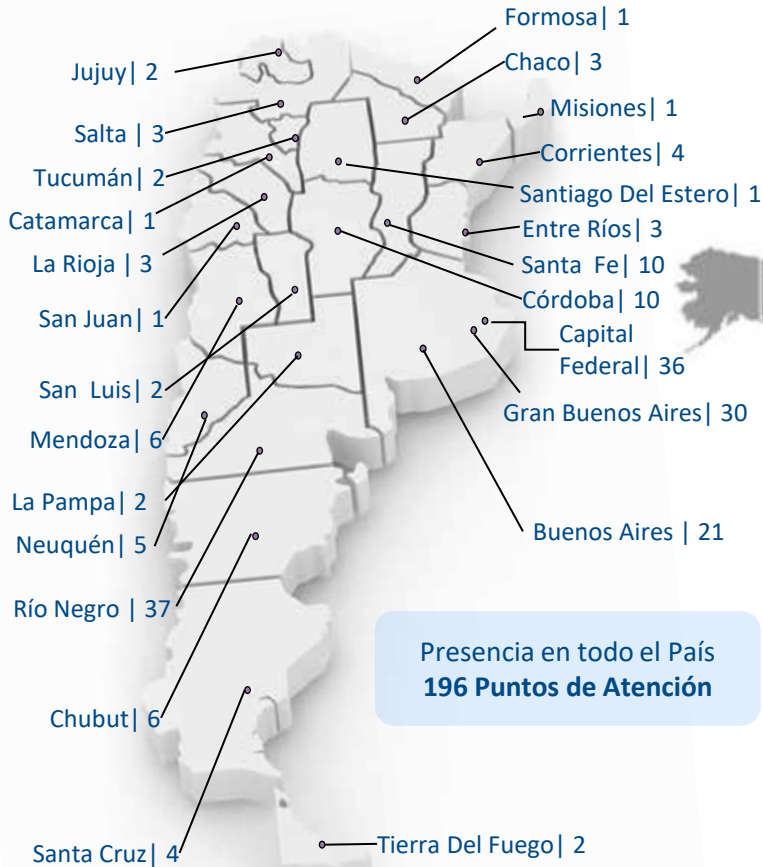 Formosa| 1
Jujuy| 2
Chaco| 3
Misiones| 1
Salta | 3
Corrientes| 4
Tucumán| 2
Santiago Del Estero| 1
Catamarca| 1
Entre Ríos| 3
La Rioja | 3
Santa Fe| 10
Córdoba| 10
San Juan| 1
Capital
Federal| 36
San Luis| 2
Gran Buenos Aires| 30
Mendoza| 6
La Pampa| 2
Neuquén| 5
Buenos Aires | 21
Río Negro | 37
Presencia en todo el País
196 Puntos de Atención
Chubut| 6
Santa Cruz| 4
Tierra Del Fuego| 2